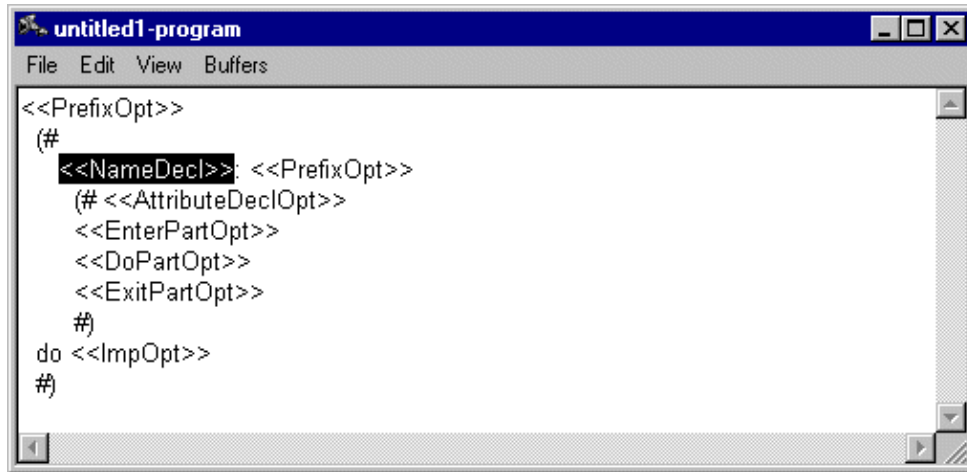 untitled1-program
File Edit View Buffers
<<PrefixOpt>>
(#
<<NameDecl>>: <<PrefixOpt>>
(# <<AttributeDeclOpt>>
<<EnterPartOpt>>
<<DoPartOpt>>
<<ExitPartOpt>>
#)
do <<ImpOpt>>
#)